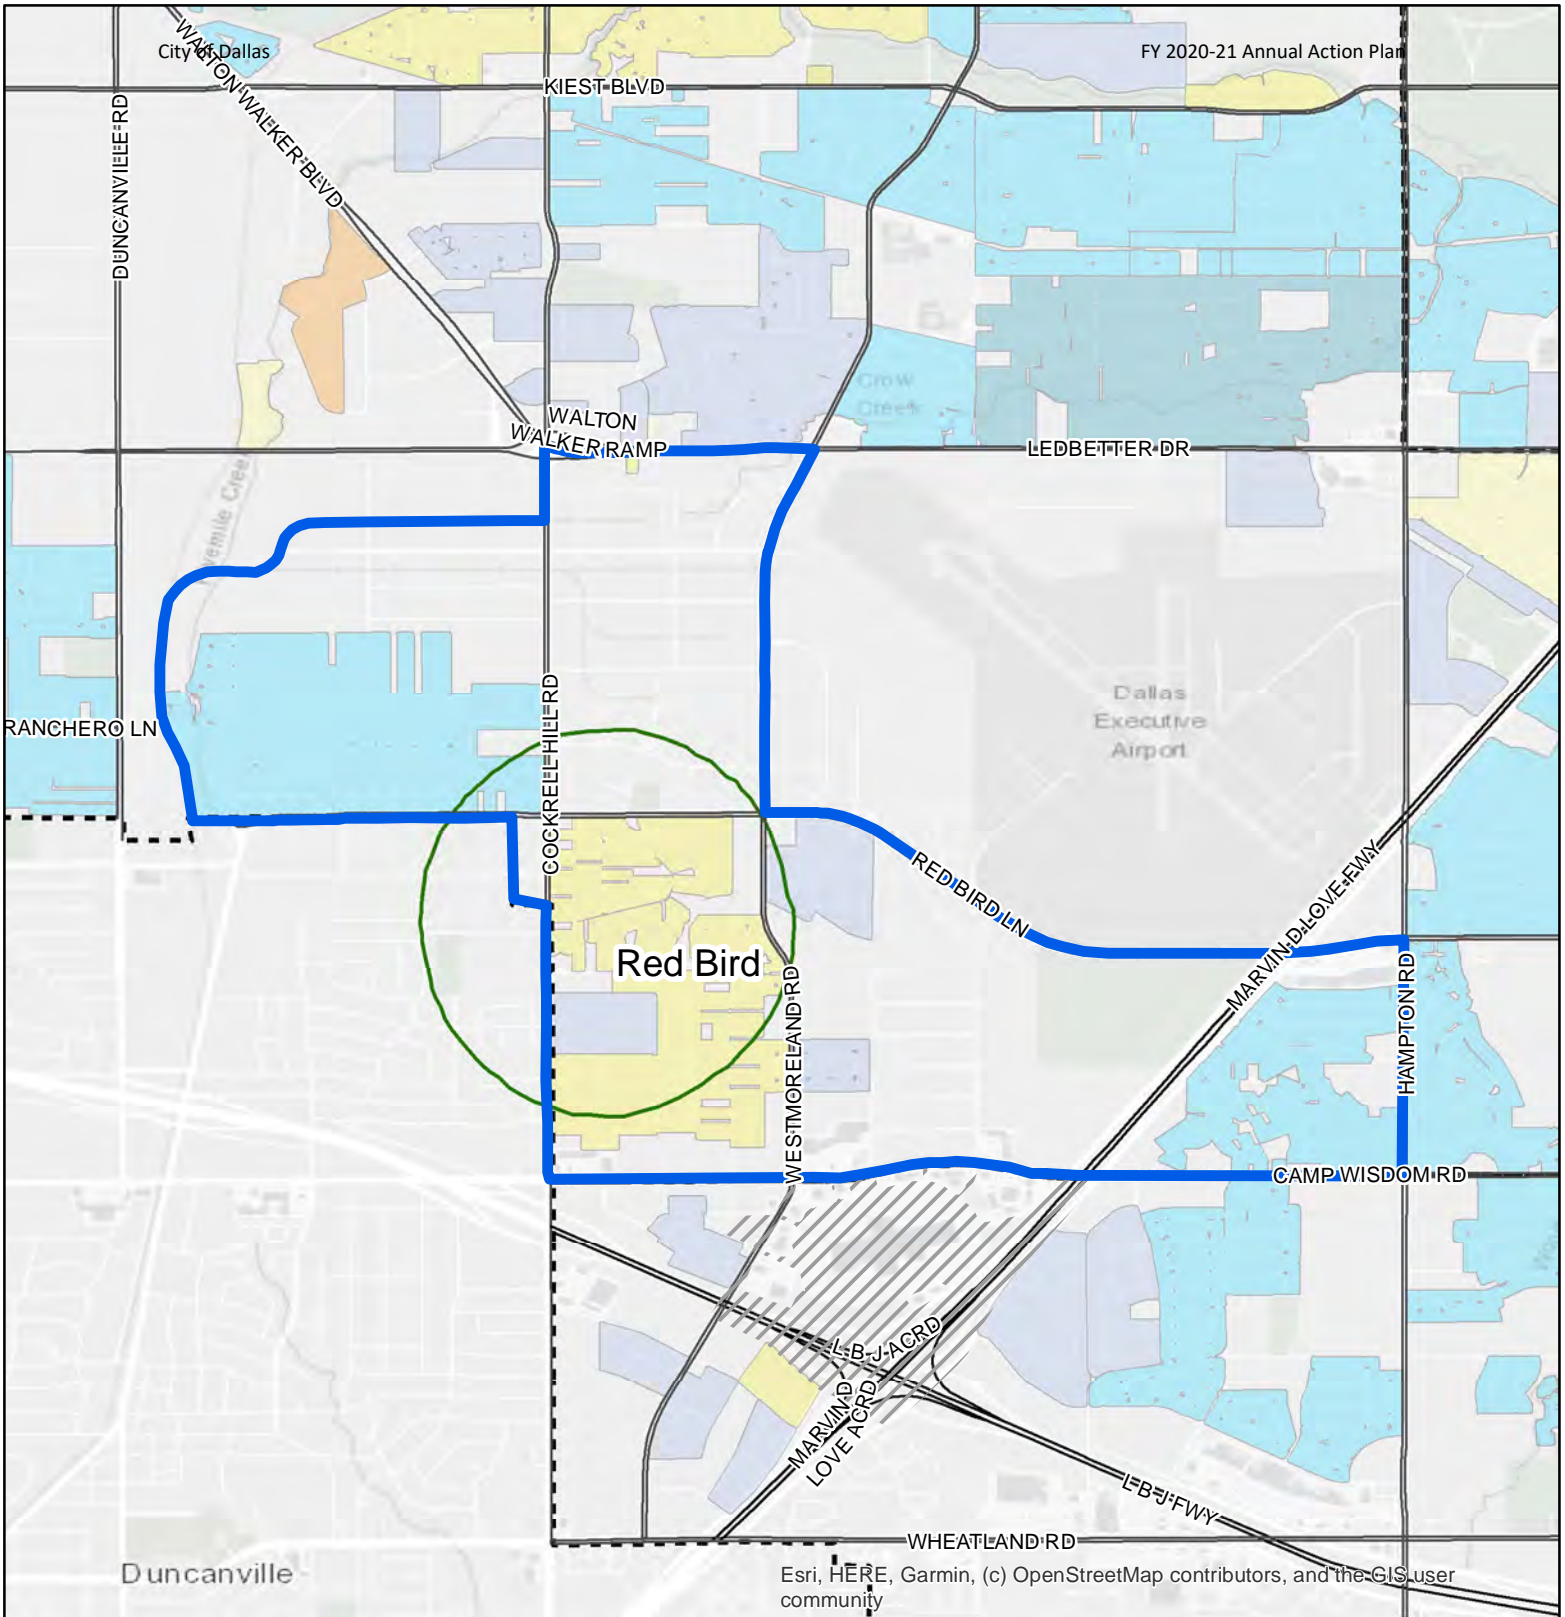 City of Dallas
FY 2020-21 Annual Action Plan
WALTON WALKER BLVD
KIEST BLVD
DUNCANVILLE RD
Crow
Creek
WALTON
WALKER RAMP
LEDBETTER DR
Dallas
Executive
Airport
RANCHERO LN
COCKRELL HILL RD
RED BIRD LN
MARVIN D LOVE FWY
Red Bird
WESTMORELAND RD
HAMPTON RD
CAMP WISDOM RD
L B J ACRD
MARVIN D
LOVE ACRD
L B J FWY
WHEATLAND RD
Duncanville
Esri, HERE, Garmin, (c) OpenStreetMap contributors, and the GIS user
community